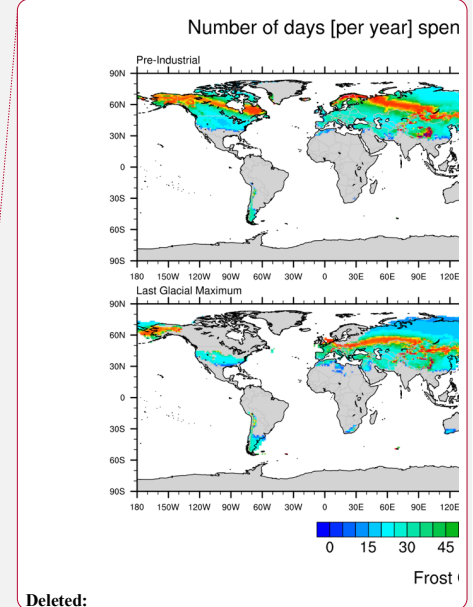 Number of days [per year] spen
Pre-Industrial
90N
60N
30N
0
30S
60S
90S
180 150W 120W 90W 60W 30W 0 30E 60E 90E 120E
Last Glacial Maximum
90N
60N
30N
0
30S
60S
90S
180 150W 120W 90W 60W 30W 0 30E 60E 90E 120E
0 15 30 45
Frost
Deleted: